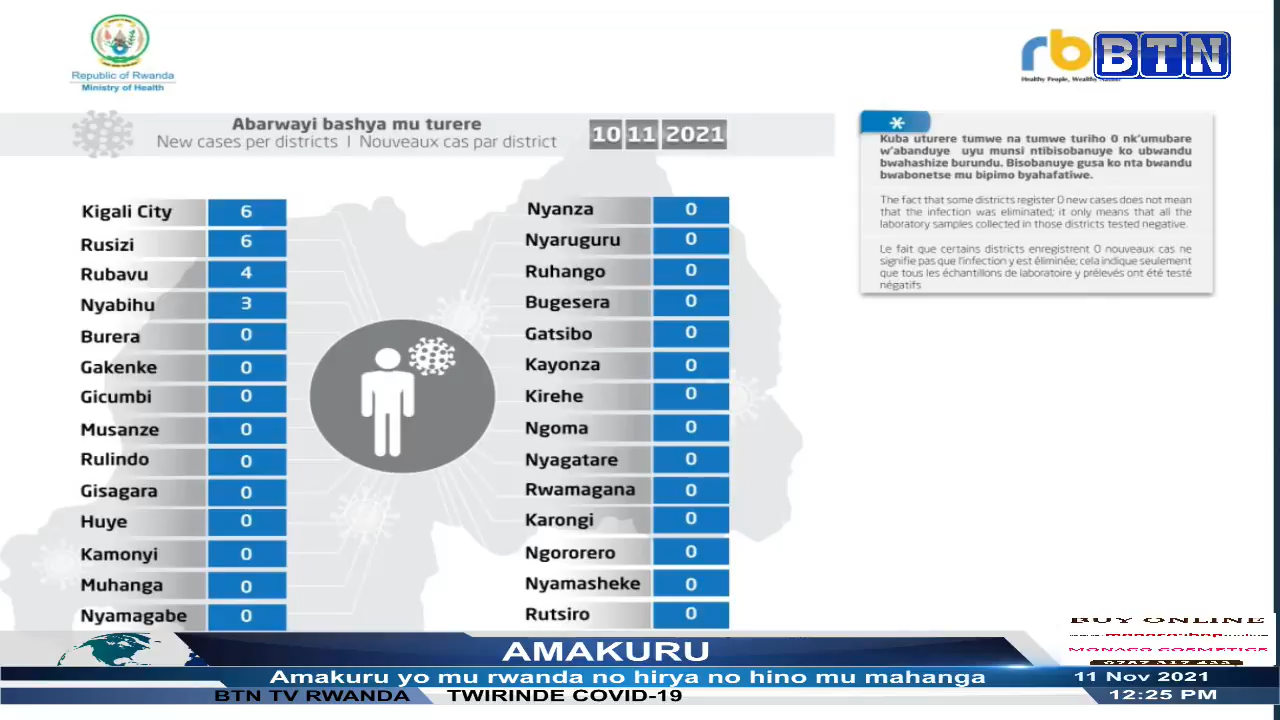 Republic of Rwanda
Ministry of Health
rb
BTN
Healthy People, Wealthy
Abarwayi bashya mu turere
New cases per districts | Nouveaux cas par district
10 11 2021
*
Kuba uturere tumwe na tumwe turiho 0 nk'umubare
w'abanduye uyu munsi ntibisobanuye ko ubwandu
bwahashize burundu. Bisobanuye gusa ko nta bwandu
bwabonetse mu bipimo byahafatiwe.
The fact that some districts register 0 new cases does not mean
that the infection was eliminated; it only means that all the
laboratory samples collected in those districts tested negative.
Le fait que certains districts enregistrent 0 nouveaux cas ne
signifie pas que l'infection y est éliminée; cela indique seulement
que tous les échantillons de laboratoire y prélevés ont été testé
négatifs
Kigali City 6
Rusizi 6
Rubavu 4
Nyabihu 3
Burera 0
Gakenke 0
Gicumbi 0
Musanze 0
Rulindo 0
Gisagara 0
Huye 0
Kamonyi 0
Muhanga 0
Nyamagabe 0
Nyanza 0
Nyaruguru 0
Ruhango 0
Bugesera 0
Gatsibo 0
Kayonza 0
Kirehe 0
Ngoma 0
Nyagatare 0
Rwamagana 0
Karongi 0
Ngororero 0
Nyamasheke 0
Rutsiro 0
BUY ONLINE
MONACO COSMETICS
AMAKURU
Amakuru yo mu rwanda no hirya no hino mu mahanga
11 Nov 2021
BTN TV RWANDA TWIRINDE COVID-19
12:25 PM